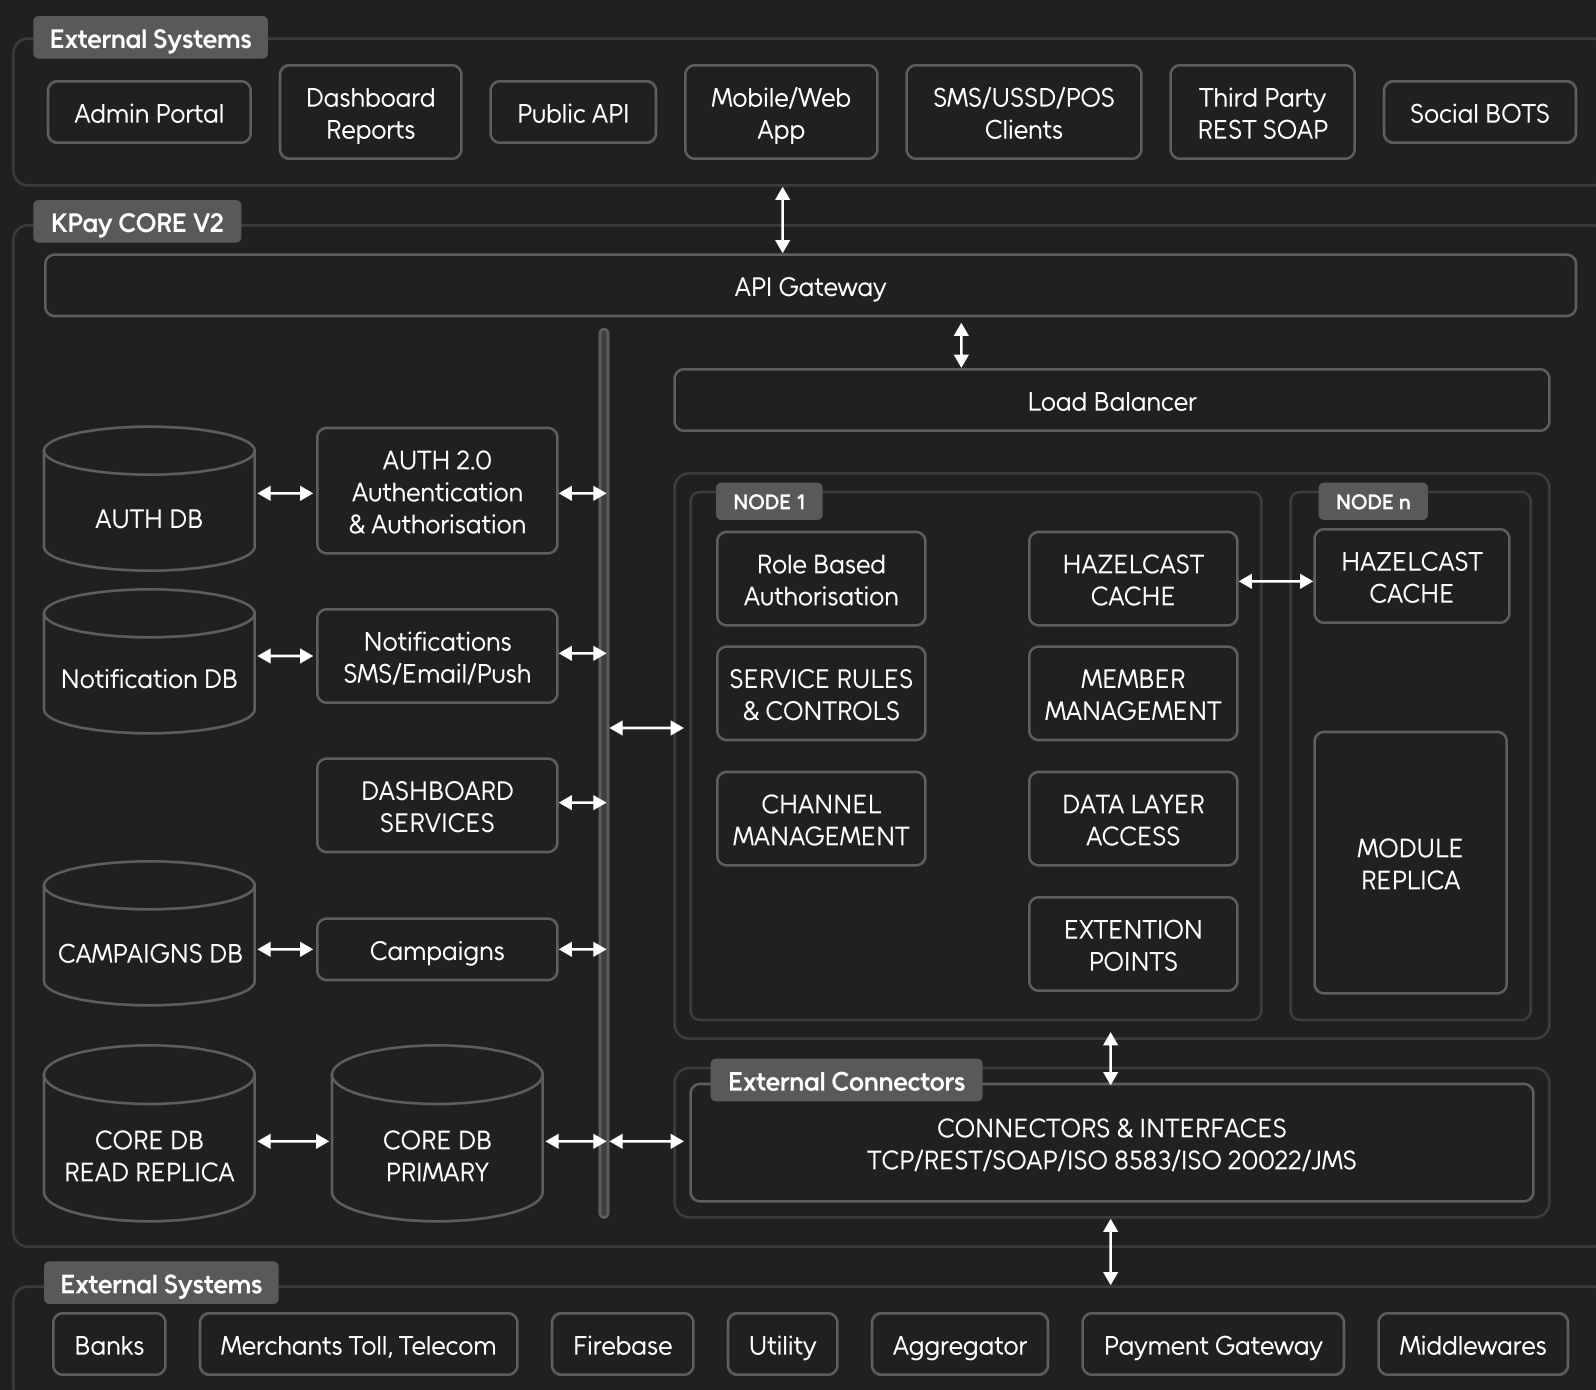 External Systems
Admin Portal
Dashboard
Reports
Public API
Mobile/Web
App
SMS/USSD/POS
Clients
Third Party
REST SOAP
Social BOTS
KPay CORE V2
API Gateway
Load Balancer
AUTH DB
AUTH 2.0
Authentication
& Authorisation
Notification DB
Notifications
SMS/Email/Push
DASHBOARD
SERVICES
CAMPAIGNS DB
Campaigns
CORE DB
READ REPLICA
CORE DB
PRIMARY
NODE 1
Role Based
Authorisation
HAZELCAST
CACHE
SERVICE RULES
& CONTROLS
MEMBER
MANAGEMENT
CHANNEL
MANAGEMENT
DATA LAYER
ACCESS
EXTENTION
POINTS
NODE n
HAZELCAST
CACHE
MODULE
REPLICA
External Connectors
CONNECTORS & INTERFACES
TCP/REST/SOAP/ISO 8583/ISO 20022/JMS
External Systems
Banks
Merchants Toll, Telecom
Firebase
Utility
Aggregator
Payment Gateway
Middlewares